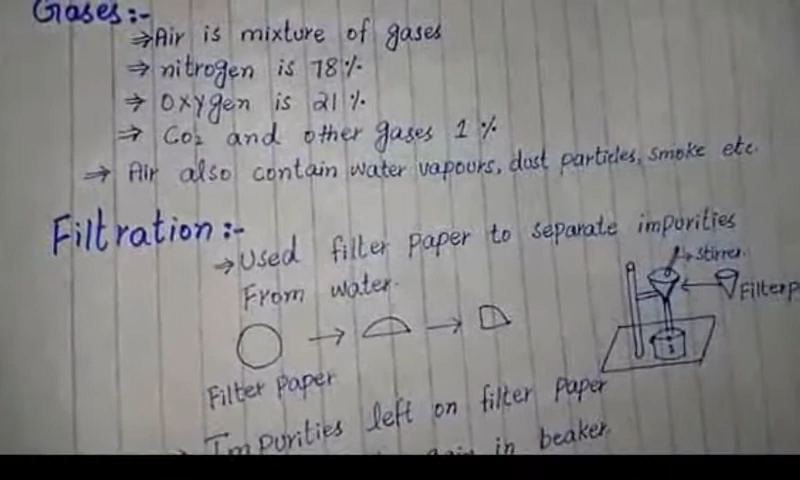 Gases:-
⇒ Air is mixture of gases
⇒ nitrogen is 78%
⇒ Oxygen is 21%
⇒ CO₂ and other gases 1%
⇒ Air also contain water vapours, dust particles, smoke etc.
Filtration:-
→ Used filter paper to separate impurities
From water.
→ stirrer.
Filter
Filter paper
Impurities left on filter paper
in beaker.